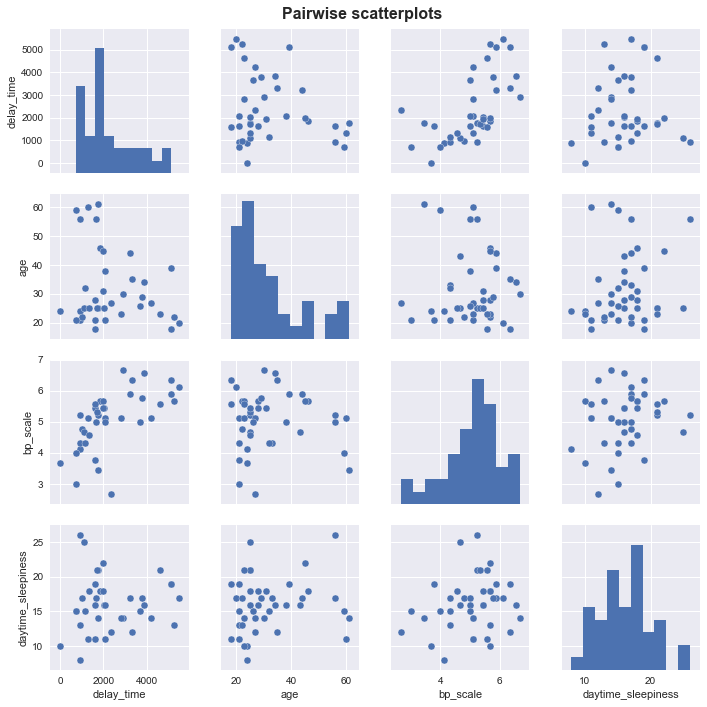 Pairwise scatterplots
delay_time
5000
4000
3000
2000
1000
0
age
60
50
40
30
20
bp_scale
7
6
5
4
3
daytime_sleepiness
25
20
15
10
0 2000 4000
20 40 60
4 6
10 20
delay_time
age
bp_scale
daytime_sleepiness